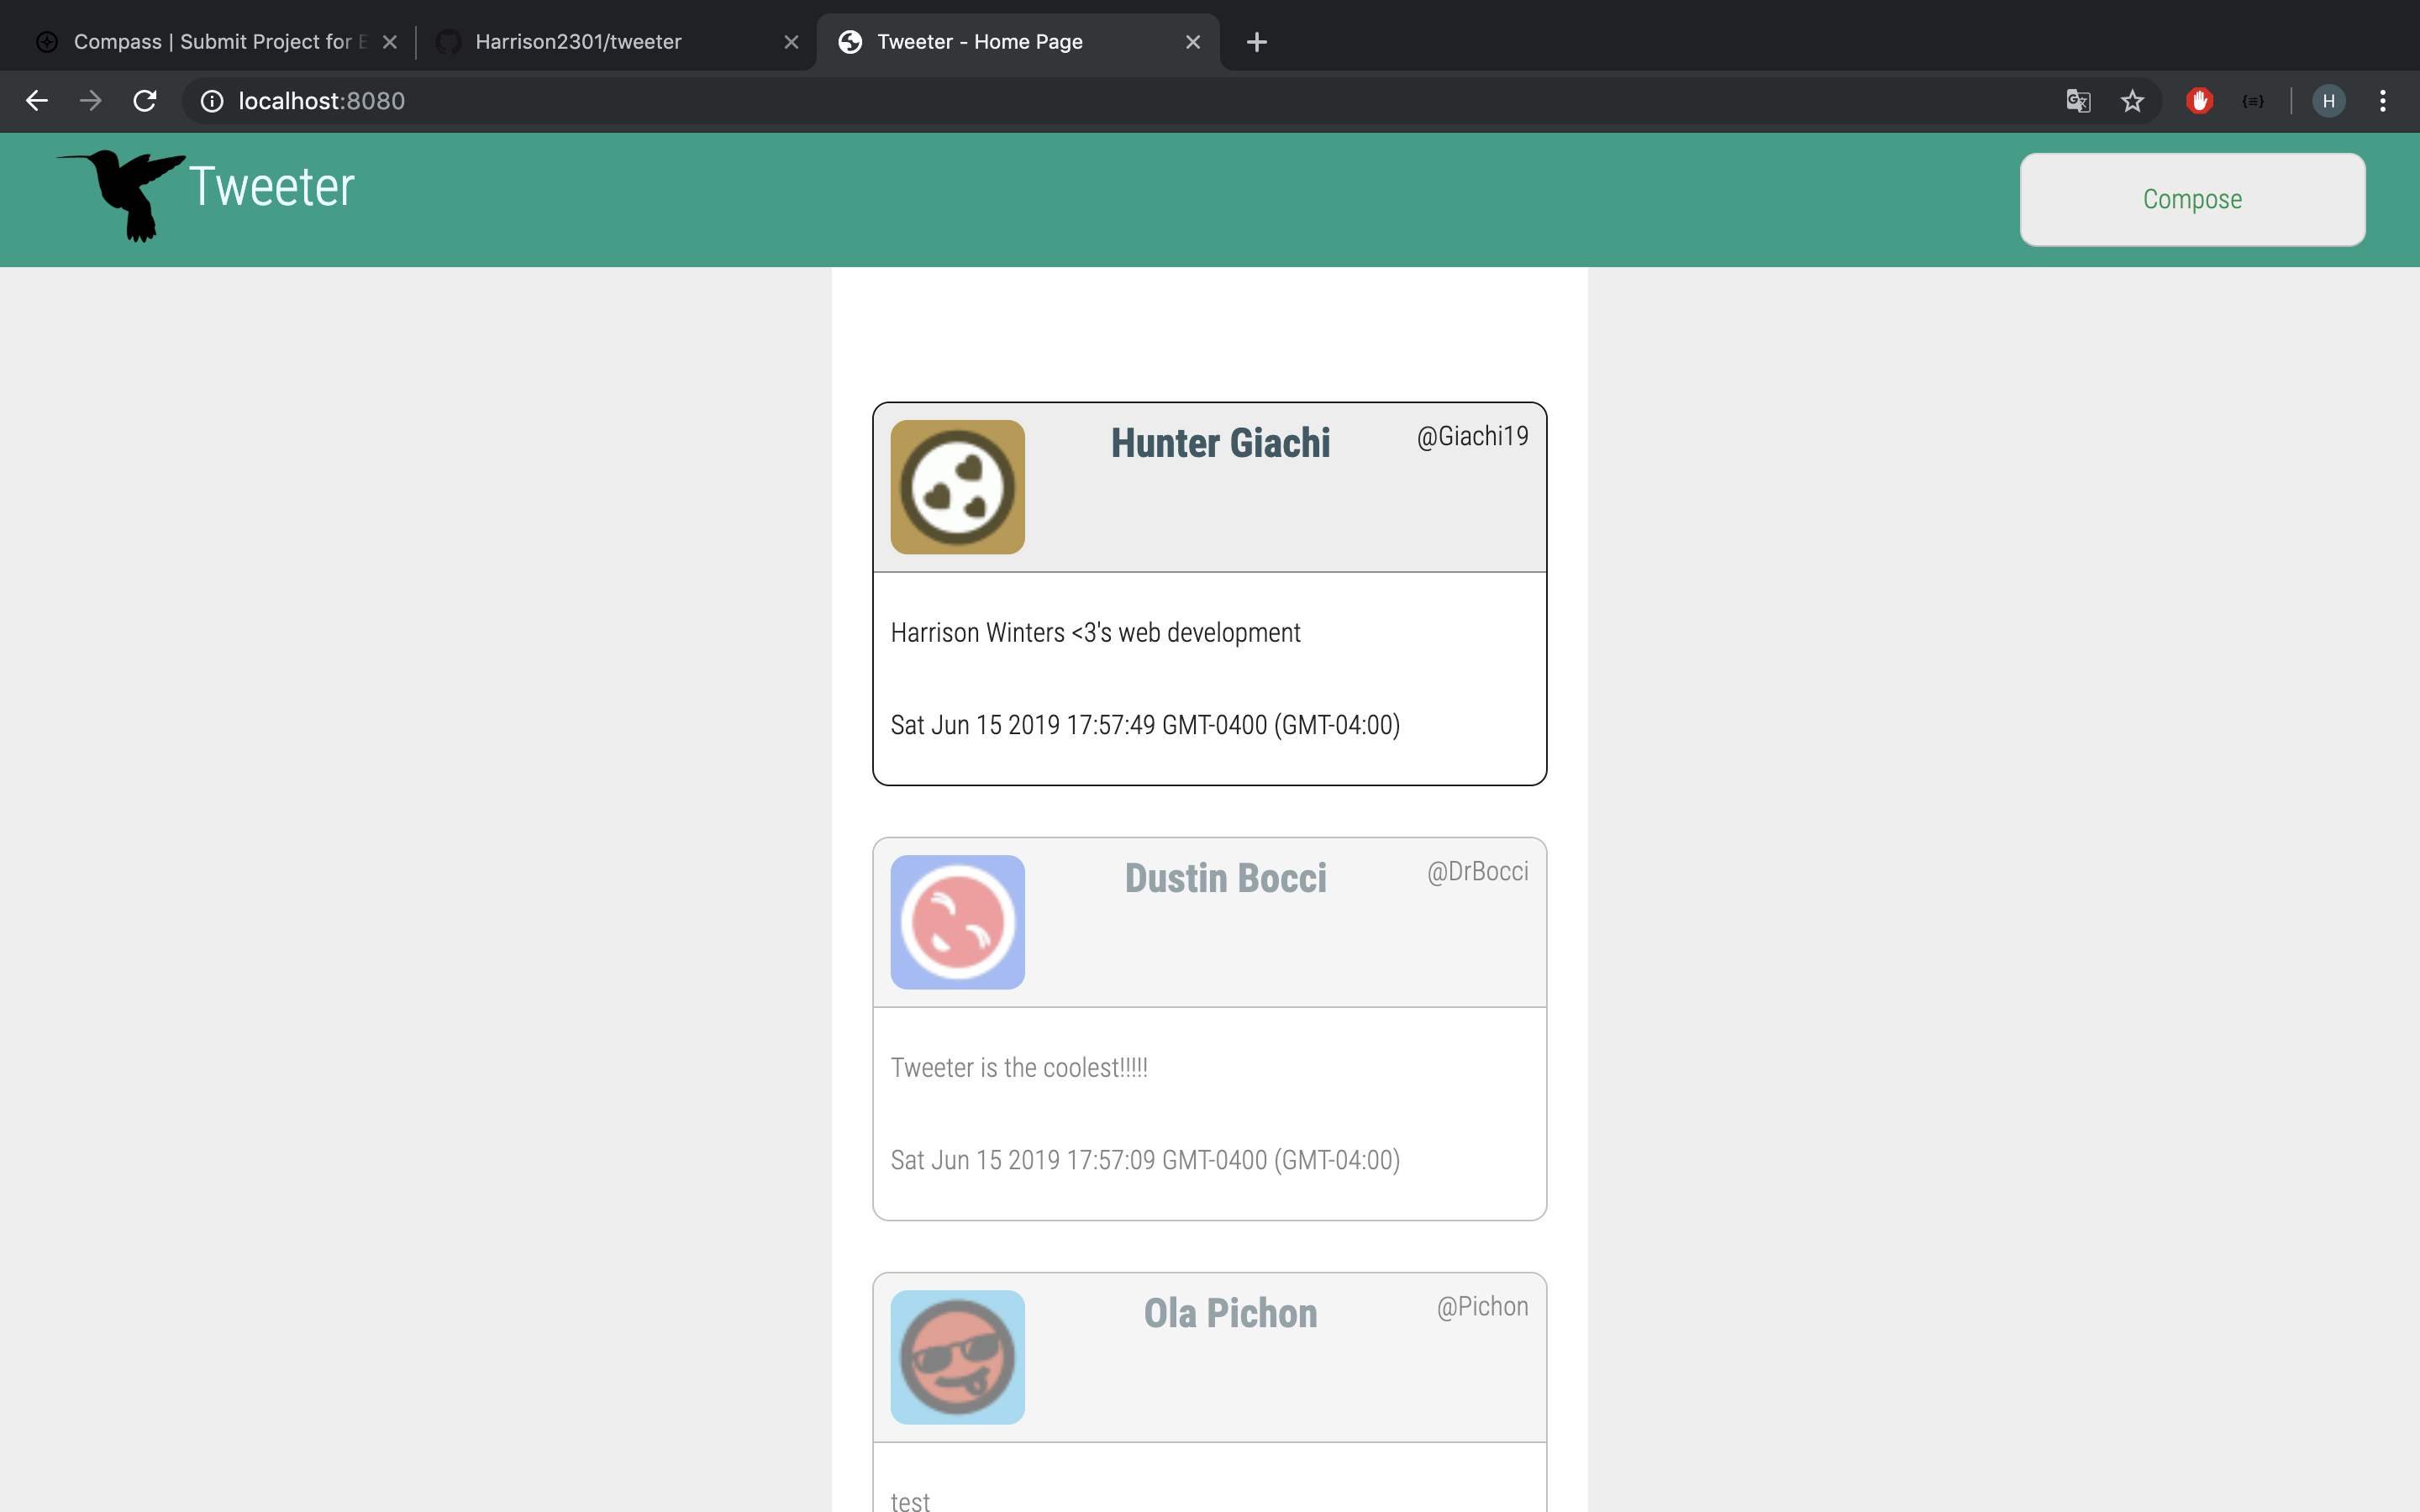 Compass | Submit Project for E
Harrison2301/tweeter
Tweeter - Home Page
localhost:8080
H
Tweeter
Compose
Hunter Giachi
@Giachi19
Harrison Winters <3's web development
Sat Jun 15 2019 17:57:49 GMT-0400 (GMT-04:00)
Dustin Bocci
@DrBocci
Tweeter is the coolest!!!!!
Sat Jun 15 2019 17:57:09 GMT-0400 (GMT-04:00)
Ola Pichon
@Pichon
test